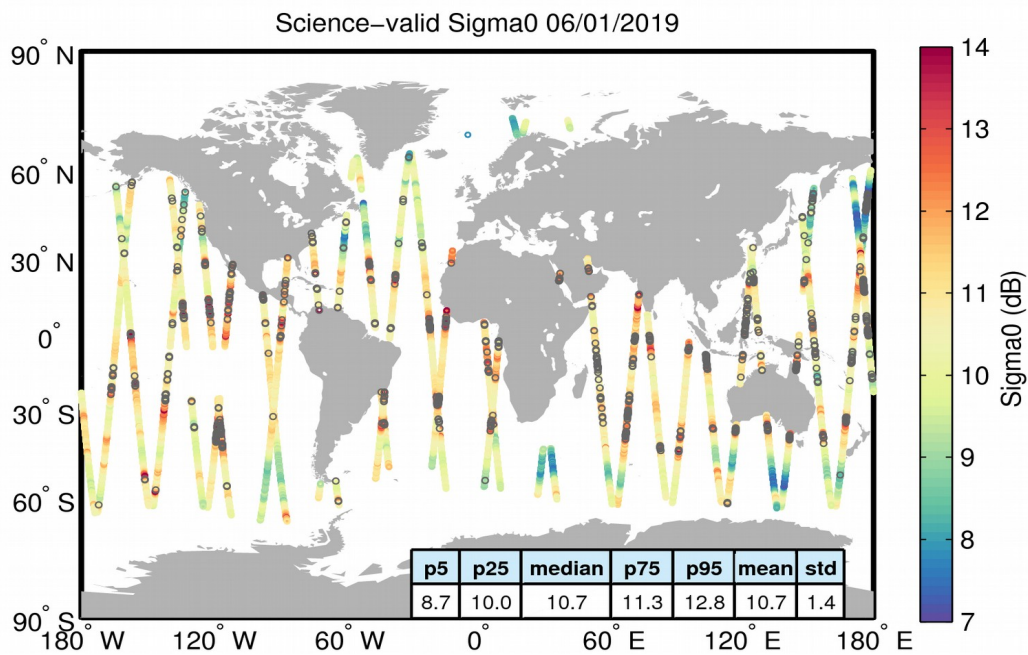 Science−valid Sigma0 06/01/2019
90° N
60° N
30° N
0°
30° S
60° S
90° S
180° W
120° W
60° W
0°
60° E
120° E
180° E
p5 p25 median p75 p95 mean std
8.7 10.0 10.7 11.3 12.8 10.7 1.4
14
13
12
11
10
9
8
7
Sigma0 (dB)